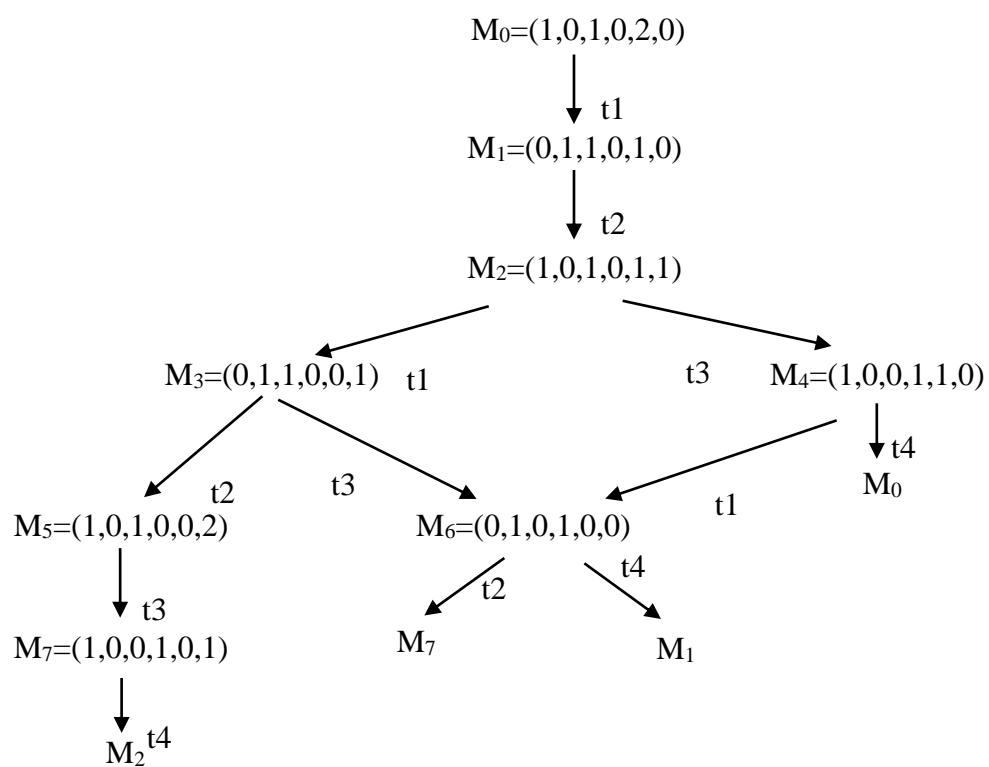 M₀=(1,0,1,0,2,0)
t1
M₁=(0,1,1,0,1,0)
t2
M₂=(1,0,1,0,1,1)
M₃=(0,1,1,0,0,1) t1 t3 M₄=(1,0,0,1,1,0)
t4
t2 t3 t1 M₀
M₅=(1,0,1,0,0,2) M₆=(0,1,0,1,0,0)
t2 t4
t3
M₇=(1,0,0,1,0,1) M₇ M₁
M₂ t4